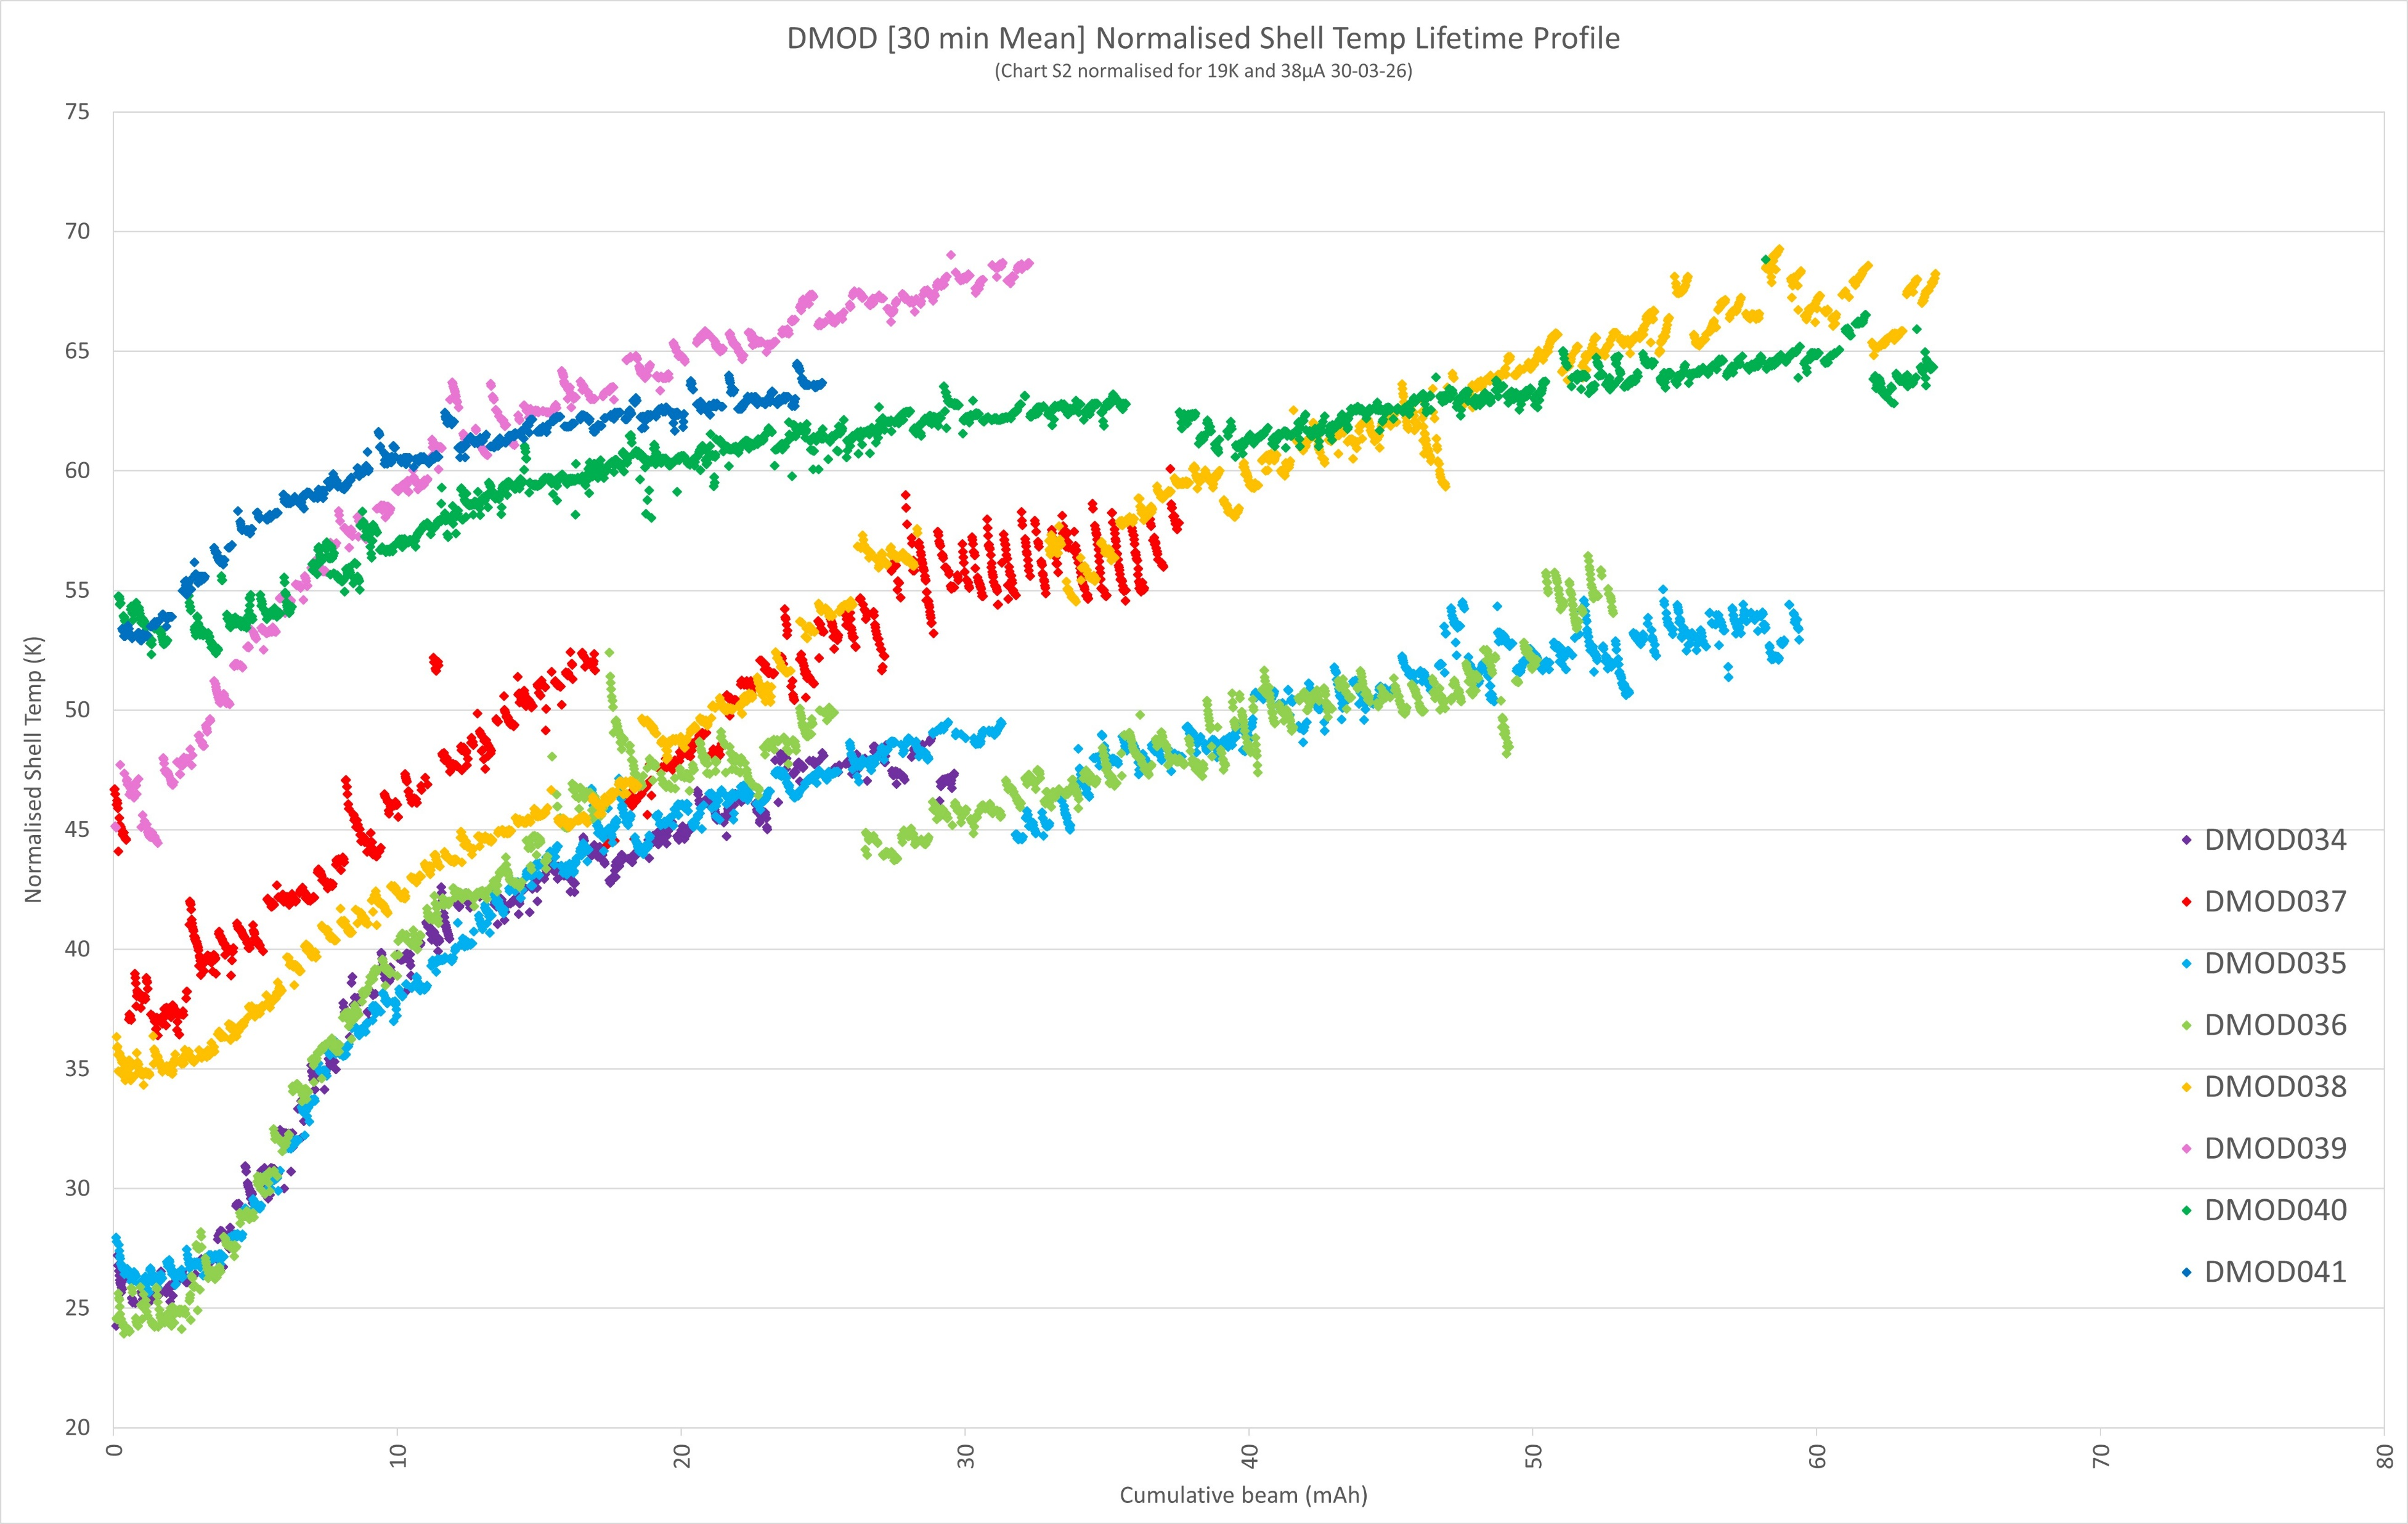 DMOD [30 min Mean] Normalised Shell Temp Lifetime Profile
(Chart S2 normalised for 19K and 38µA 30-03-26)
75
70
65
60
55
50
45
40
35
30
25
20
Normalised Shell Temp (K)
0
10
20
30
40
50
60
70
80
Cumulative beam (mAh)
DMOD034
DMOD037
DMOD035
DMOD036
DMOD038
DMOD039
DMOD040
DMOD041